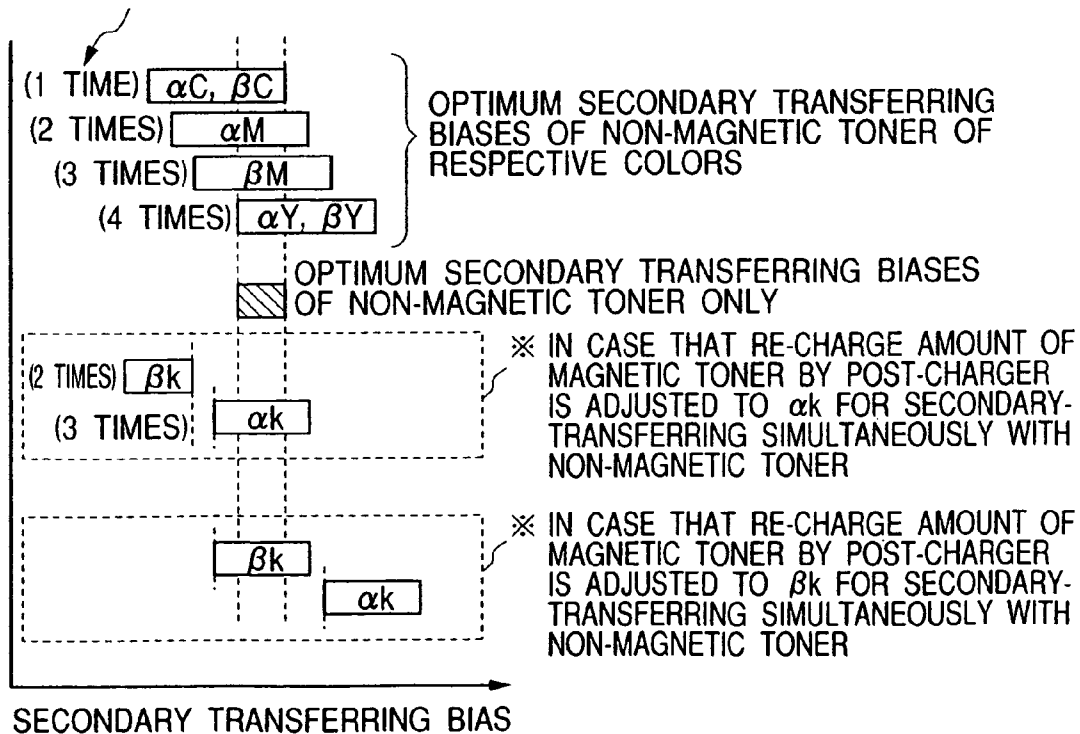 (1 TIME) αC, βC
(2 TIMES) αM
(3 TIMES) βM
(4 TIMES) αY, βY
OPTIMUM SECONDARY TRANSFERRING
BIASES OF NON-MAGNETIC TONER OF
RESPECTIVE COLORS
OPTIMUM SECONDARY TRANSFERRING BIASES
OF NON-MAGNETIC TONER ONLY
(2 TIMES) βk
(3 TIMES) αk
※ IN CASE THAT RE-CHARGE AMOUNT OF
MAGNETIC TONER BY POST-CHARGER
IS ADJUSTED TO αk FOR SECONDARY-
TRANSFERRING SIMULTANEOUSLY WITH
NON-MAGNETIC TONER
βk
αk
※ IN CASE THAT RE-CHARGE AMOUNT OF
MAGNETIC TONER BY POST-CHARGER
IS ADJUSTED TO βk FOR SECONDARY-
TRANSFERRING SIMULTANEOUSLY WITH
NON-MAGNETIC TONER
SECONDARY TRANSFERRING BIAS